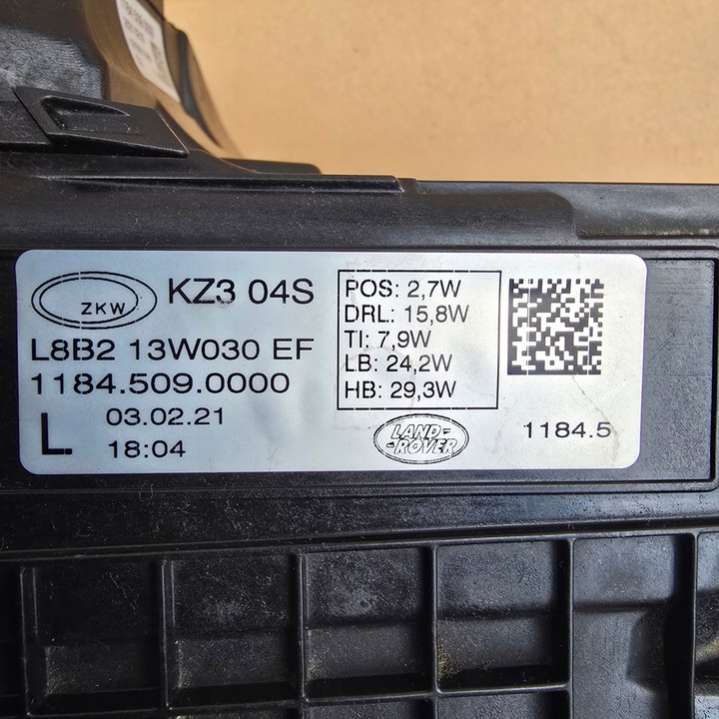 ZKW
KZ3 04S
L8B2 13W030 EF
1184.509.0000
L
03.02.21
18:04
POS: 2,7W
DRL: 15,8W
TI: 7,9W
LB: 24,2W
HB: 29,3W
LAND-
-ROVER
1184.5